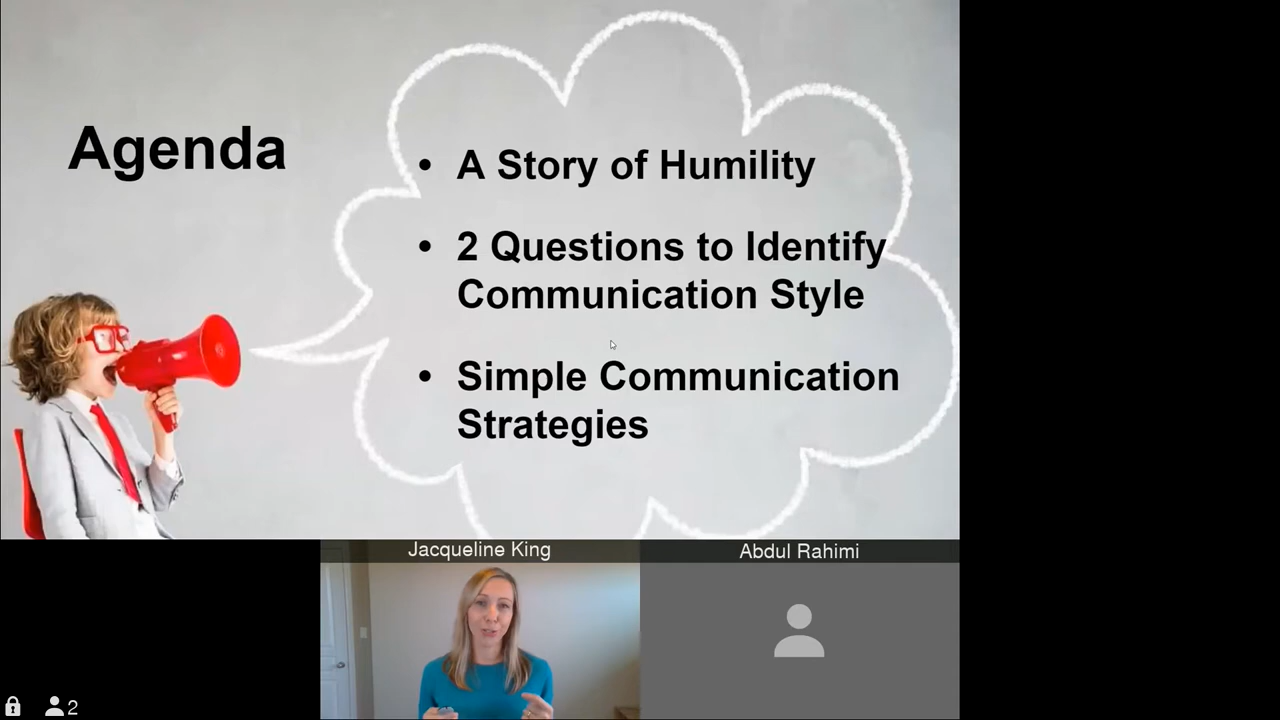 Agenda
• A Story of Humility
• 2 Questions to Identify
Communication Style
• Simple Communication
Strategies
Jacqueline King
Abdul Rahimi
2